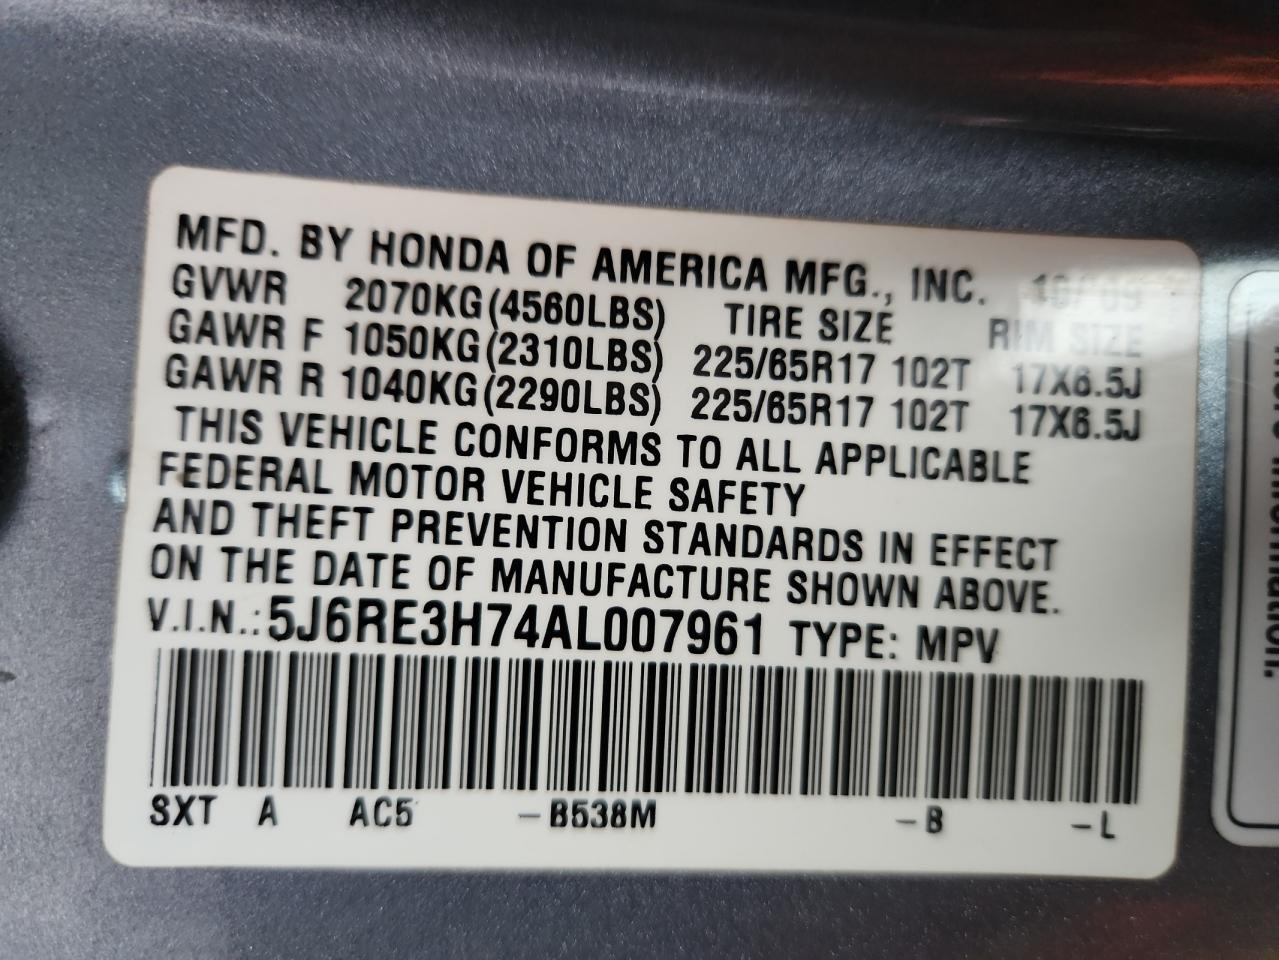 MFD. BY HONDA OF AMERICA MFG., INC. 10/09
GVWR 2070KG(4560LBS) TIRE SIZE RIM SIZE
GAWR F 1050KG(2310LBS) 225/65R17 102T 17X6.5J
GAWR R 1040KG(2290LBS) 225/65R17 102T 17X6.5J
THIS VEHICLE CONFORMS TO ALL APPLICABLE
FEDERAL MOTOR VEHICLE SAFETY
AND THEFT PREVENTION STANDARDS IN EFFECT
ON THE DATE OF MANUFACTURE SHOWN ABOVE.
V.I.N.: 5J6RE3H74AL007961 TYPE: MPV
SXT A AC5 -B538M -B -L
information.